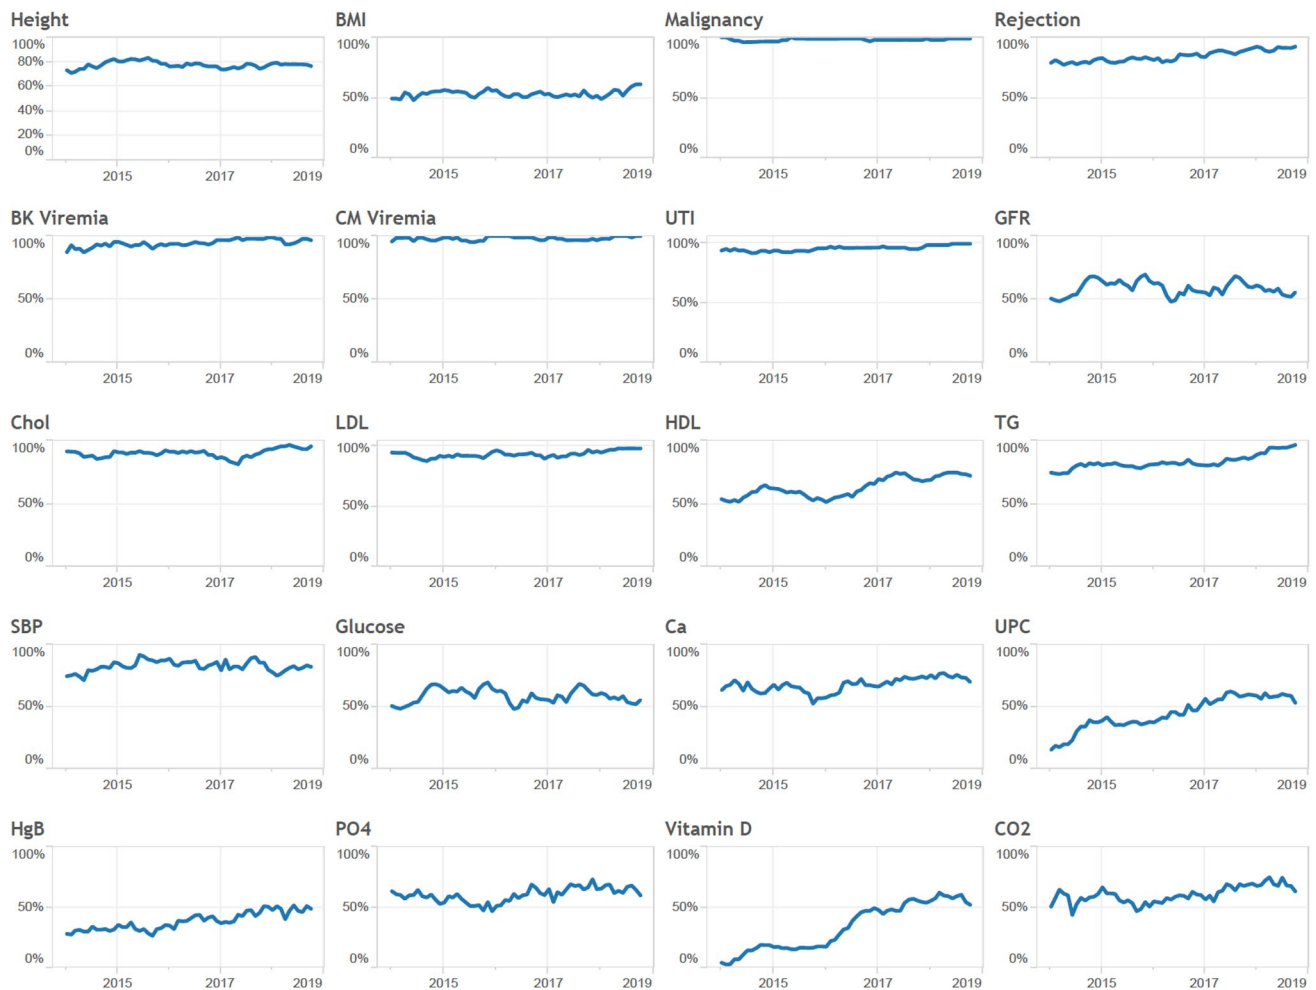 Height BMI Malignancy Rejection
100% 100% 100% 100%
80%
60% 50% 50% 50%
40%
20%
0% 0% 0% 0%
2015 2017 2019 2015 2017 2019 2015 2017 2019 2015 2017 2019
BK Viremia CM Viremia UTI GFR
100% 100% 100% 100%
50% 50% 50% 50%
0% 0% 0% 0%
2015 2017 2019 2015 2017 2019 2015 2017 2019 2015 2017 2019
Chol LDL HDL TG
100% 100% 100% 100%
50% 50% 50% 50%
0% 0% 0% 0%
2015 2017 2019 2015 2017 2019 2015 2017 2019 2015 2017 2019
SBP Glucose Ca UPC
100% 100% 100% 100%
50% 50% 50% 50%
0% 0% 0% 0%
2015 2017 2019 2015 2017 2019 2015 2017 2019 2015 2017 2019
HgB PO4 Vitamin D CO2
100% 100% 100% 100%
50% 50% 50% 50%
0% 0% 0% 0%
2015 2017 2019 2015 2017 2019 2015 2017 2019 2015 2017 2019